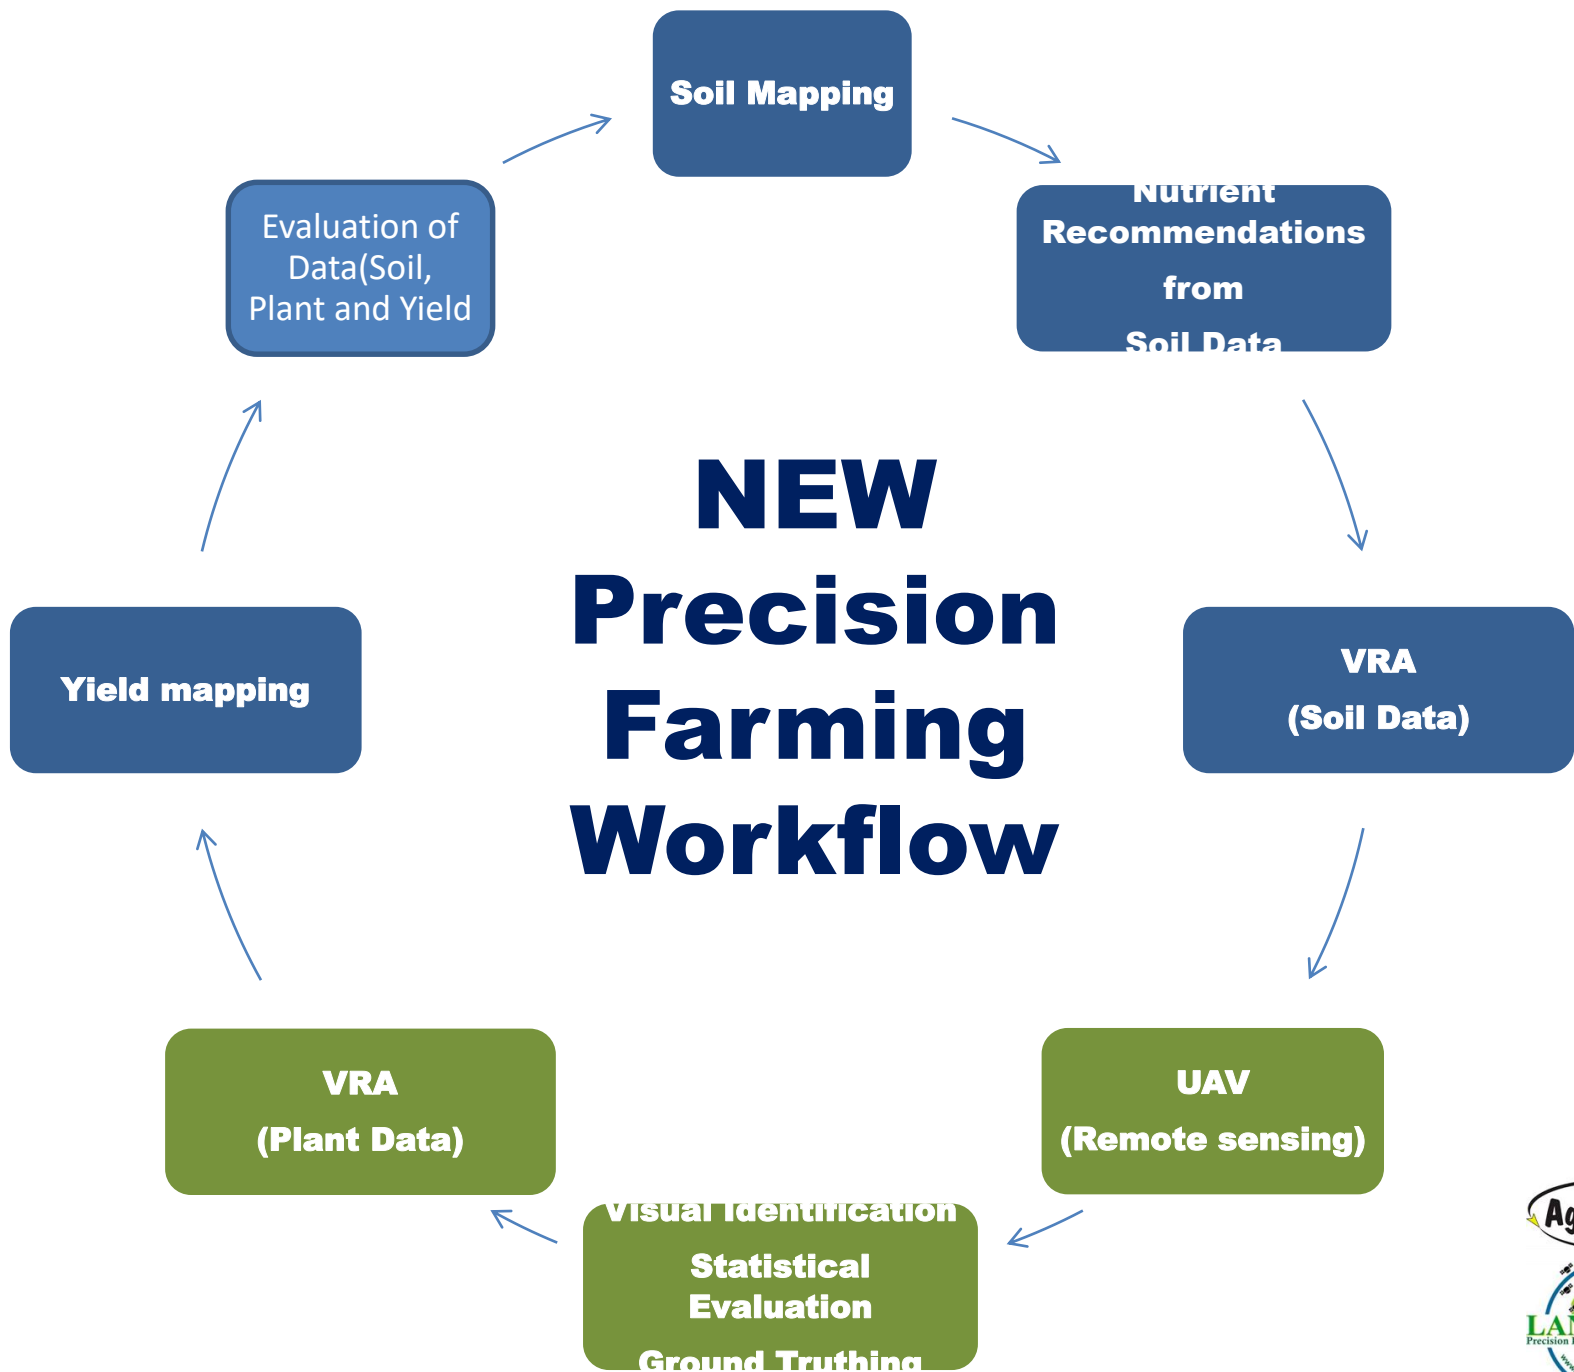 Soil Mapping
Nutrient
Recommendations
from
Soil Data
VRA
(Soil Data)
UAV
(Remote sensing)
Visual Identification
Statistical
Evaluation
Ground Truthing
VRA
(Plant Data)
Yield mapping
Evaluation of
Data(Soil,
Plant and Yield
NEW
Precision
Farming
Workflow
Precision